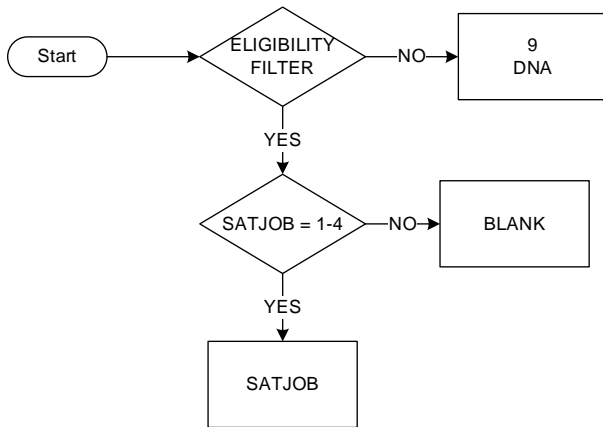 Start
ELIGIBILITY
FILTER
NO
9
DNA
YES
SATJOB = 1-4
NO
BLANK
YES
SATJOB